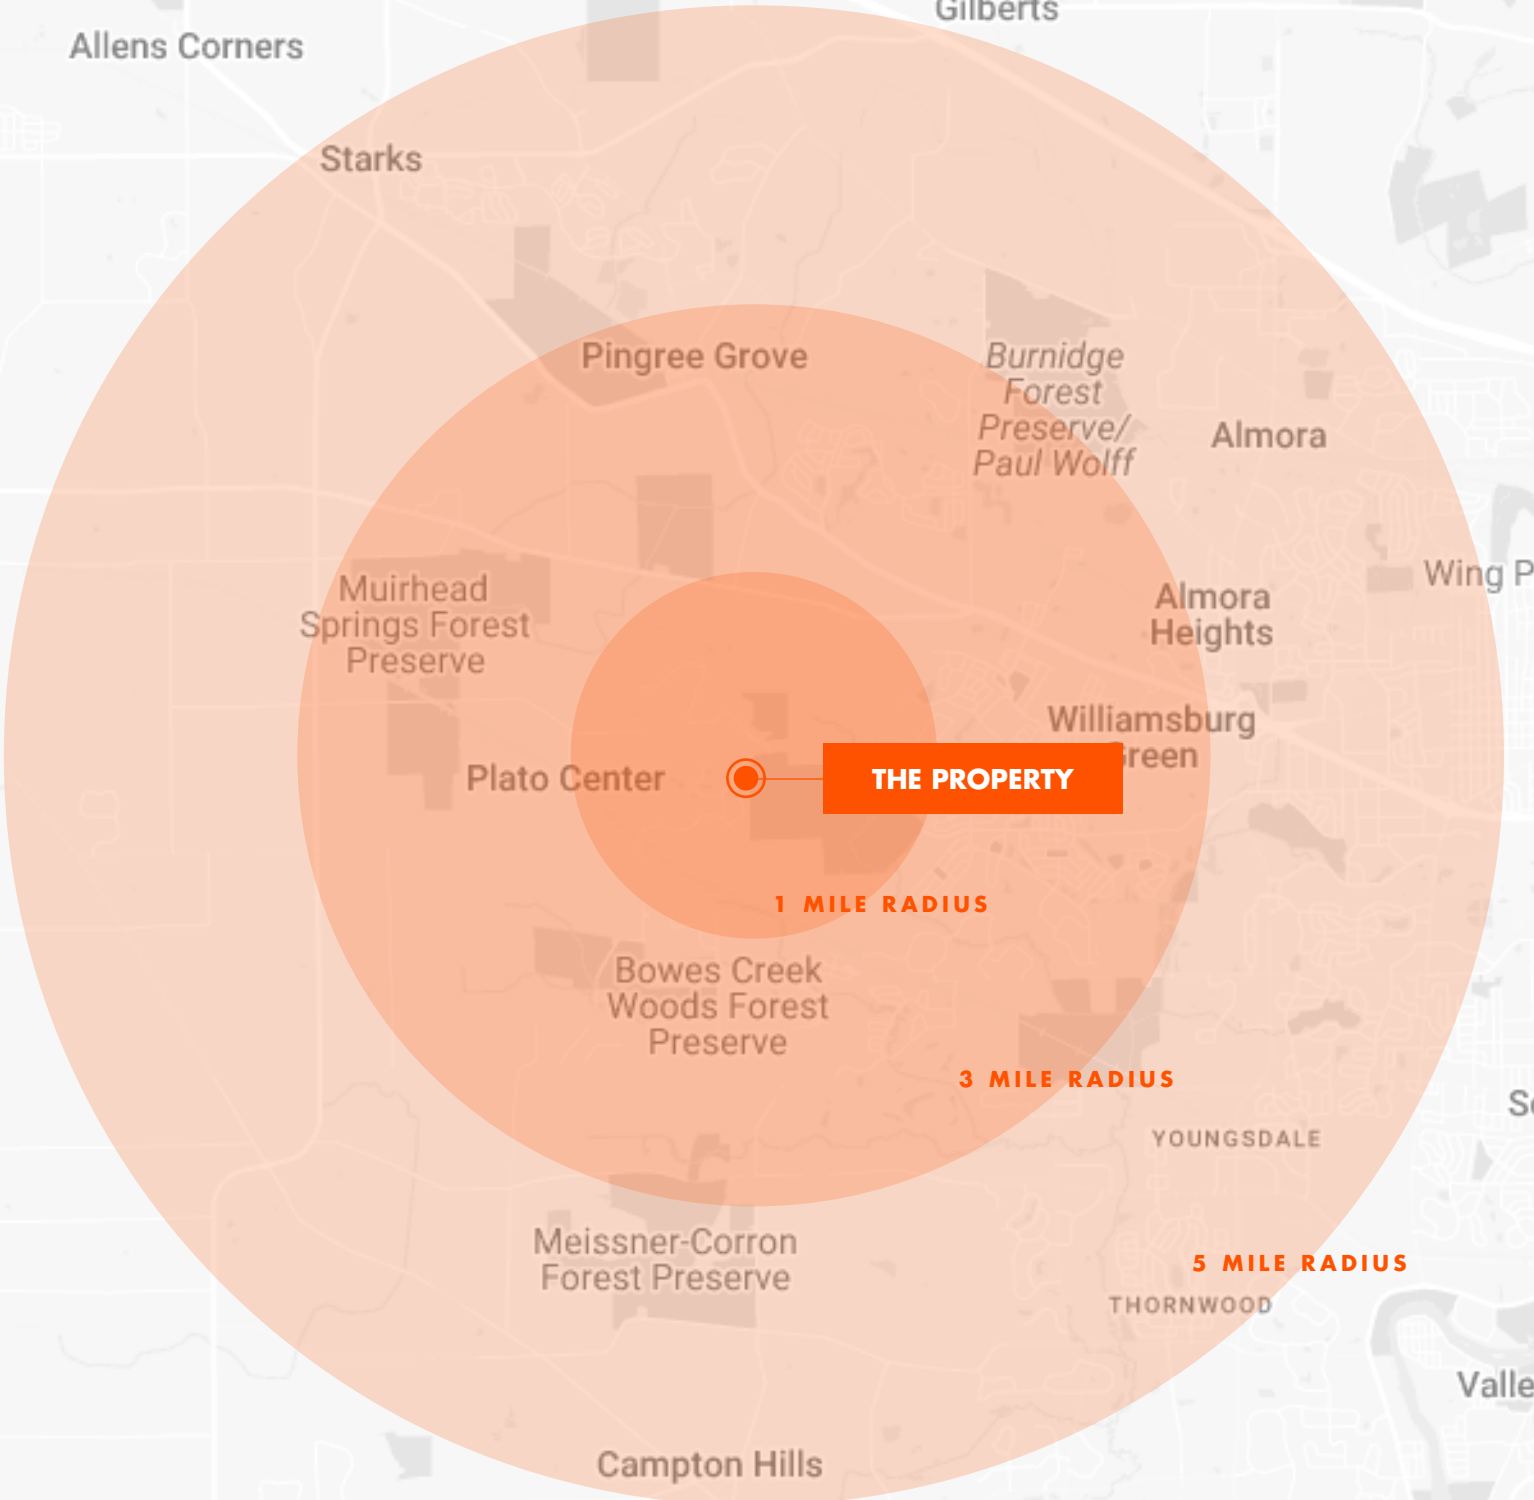 Gilberts
Allens Corners
Starks
Pingree Grove
Burnidge
Forest
Preserve/
Paul Wolff
Almora
Wing P
Muirhead
Springs Forest
Preserve
Almora
Heights
Williamsburg
Green
Plato Center
THE PROPERTY
1 MILE RADIUS
Bowes Creek
Woods Forest
Preserve
3 MILE RADIUS
YOUNGSDALE
Meissner-Corron
Forest Preserve
5 MILE RADIUS
THORNWOOD
Valle
Campton Hills